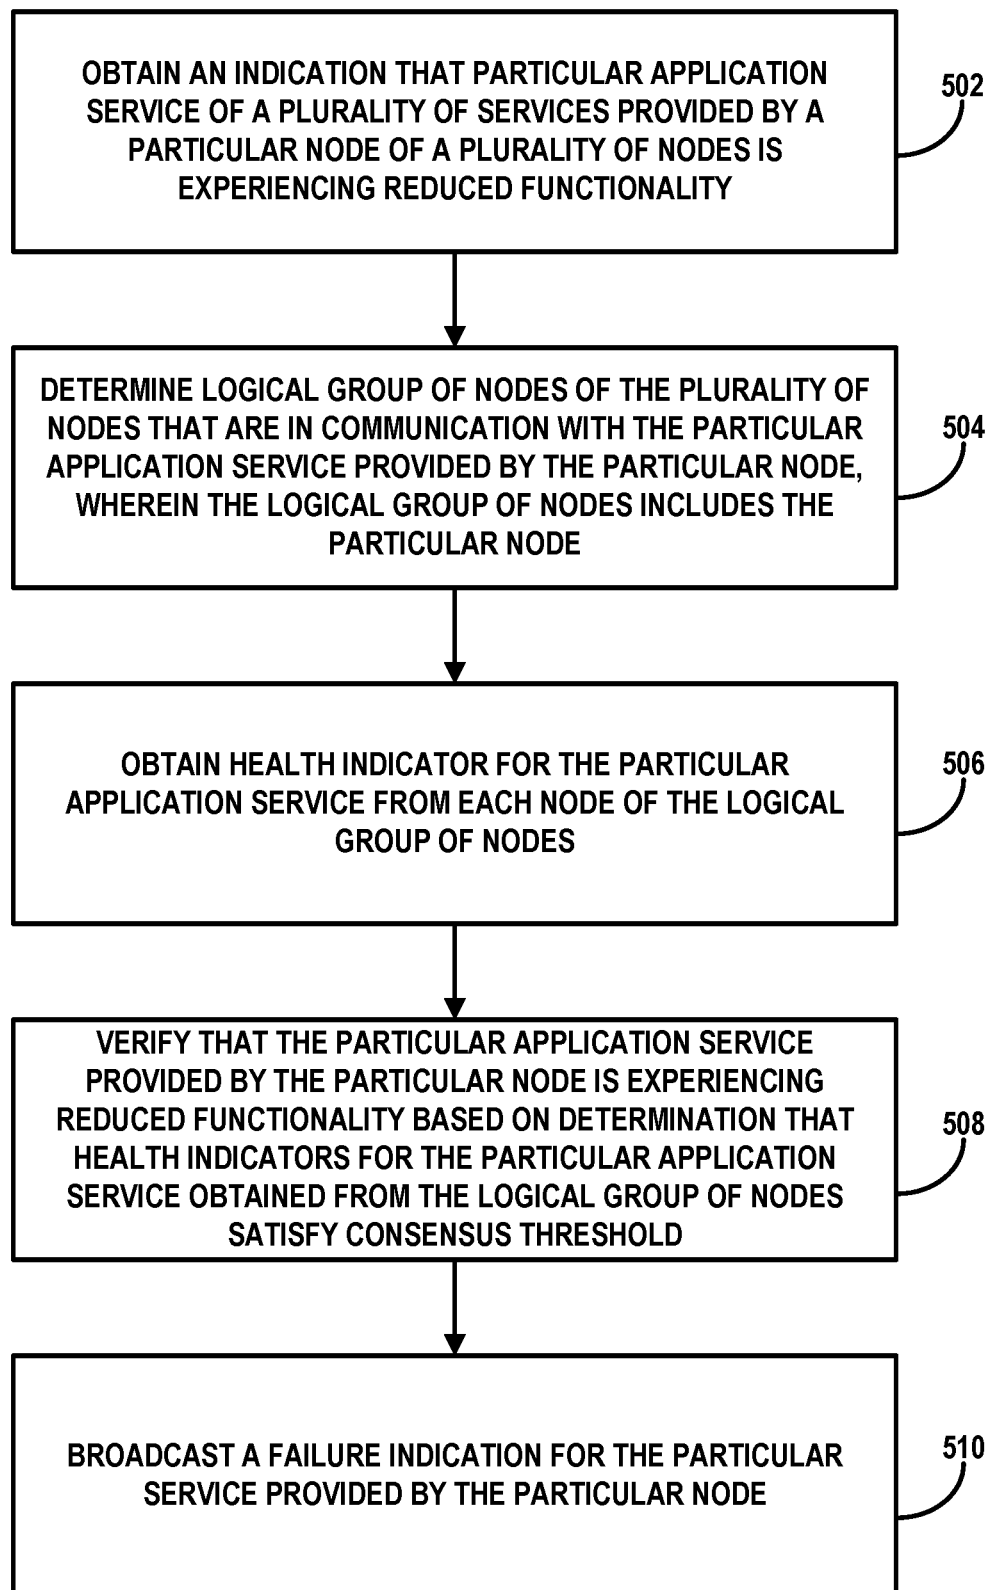 OBTAIN AN INDICATION THAT PARTICULAR APPLICATION
SERVICE OF A PLURALITY OF SERVICES PROVIDED BY A
PARTICULAR NODE OF A PLURALITY OF NODES IS
EXPERIENCING REDUCED FUNCTIONALITY
502
DETERMINE LOGICAL GROUP OF NODES OF THE PLURALITY OF
NODES THAT ARE IN COMMUNICATION WITH THE PARTICULAR
APPLICATION SERVICE PROVIDED BY THE PARTICULAR NODE,
WHEREIN THE LOGICAL GROUP OF NODES INCLUDES THE
PARTICULAR NODE
504
OBTAIN HEALTH INDICATOR FOR THE PARTICULAR
APPLICATION SERVICE FROM EACH NODE OF THE LOGICAL
GROUP OF NODES
506
VERIFY THAT THE PARTICULAR APPLICATION SERVICE
PROVIDED BY THE PARTICULAR NODE IS EXPERIENCING
REDUCED FUNCTIONALITY BASED ON DETERMINATION THAT
HEALTH INDICATORS FOR THE PARTICULAR APPLICATION
SERVICE OBTAINED FROM THE LOGICAL GROUP OF NODES
SATISFY CONSENSUS THRESHOLD
508
BROADCAST A FAILURE INDICATION FOR THE PARTICULAR
SERVICE PROVIDED BY THE PARTICULAR NODE
510